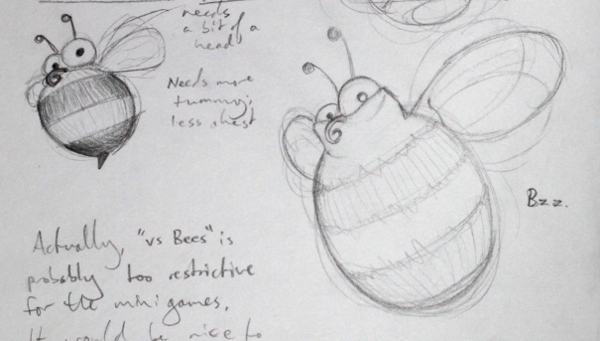 needs
a bit of a
head
Needs more
tummy;
less chest
Bzz.
Actually, "vs Bees" is
probably too restrictive
for the minigames.
It would be nice to